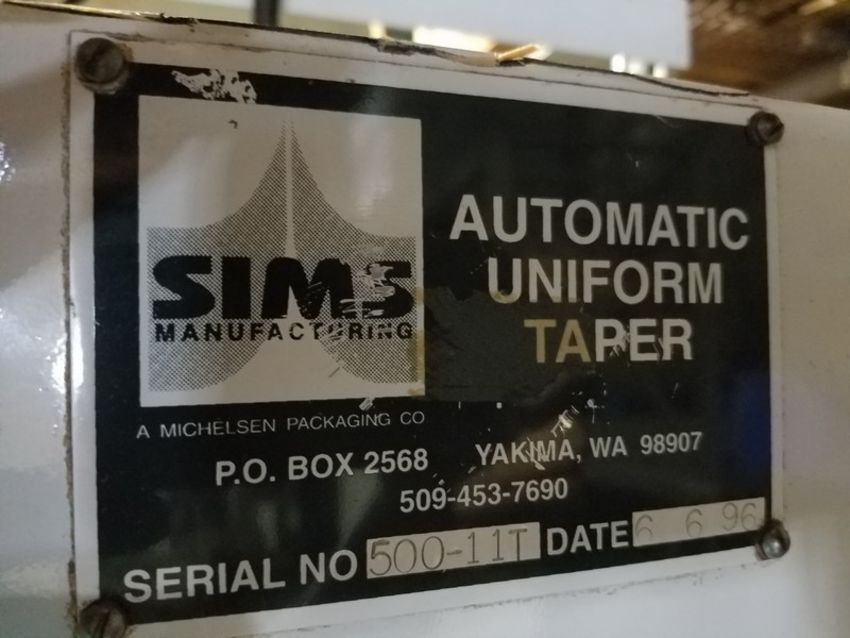 SIMS
MANUFACTURING
AUTOMATIC
UNIFORM
TAPER
A MICHELSEN PACKAGING CO
P.O. BOX 2568 YAKIMA, WA 98907
509-453-7690
SERIAL NO 500-11T DATE 6 6 96